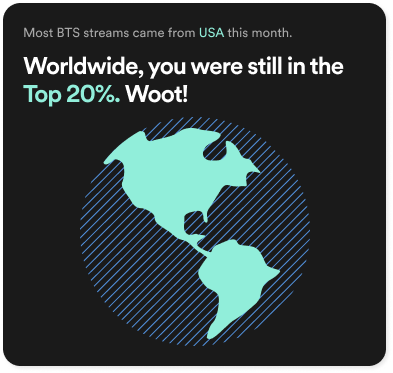 Most BTS streams came from USA this month.
Worldwide, you were still in the
Top 20%. Woot!